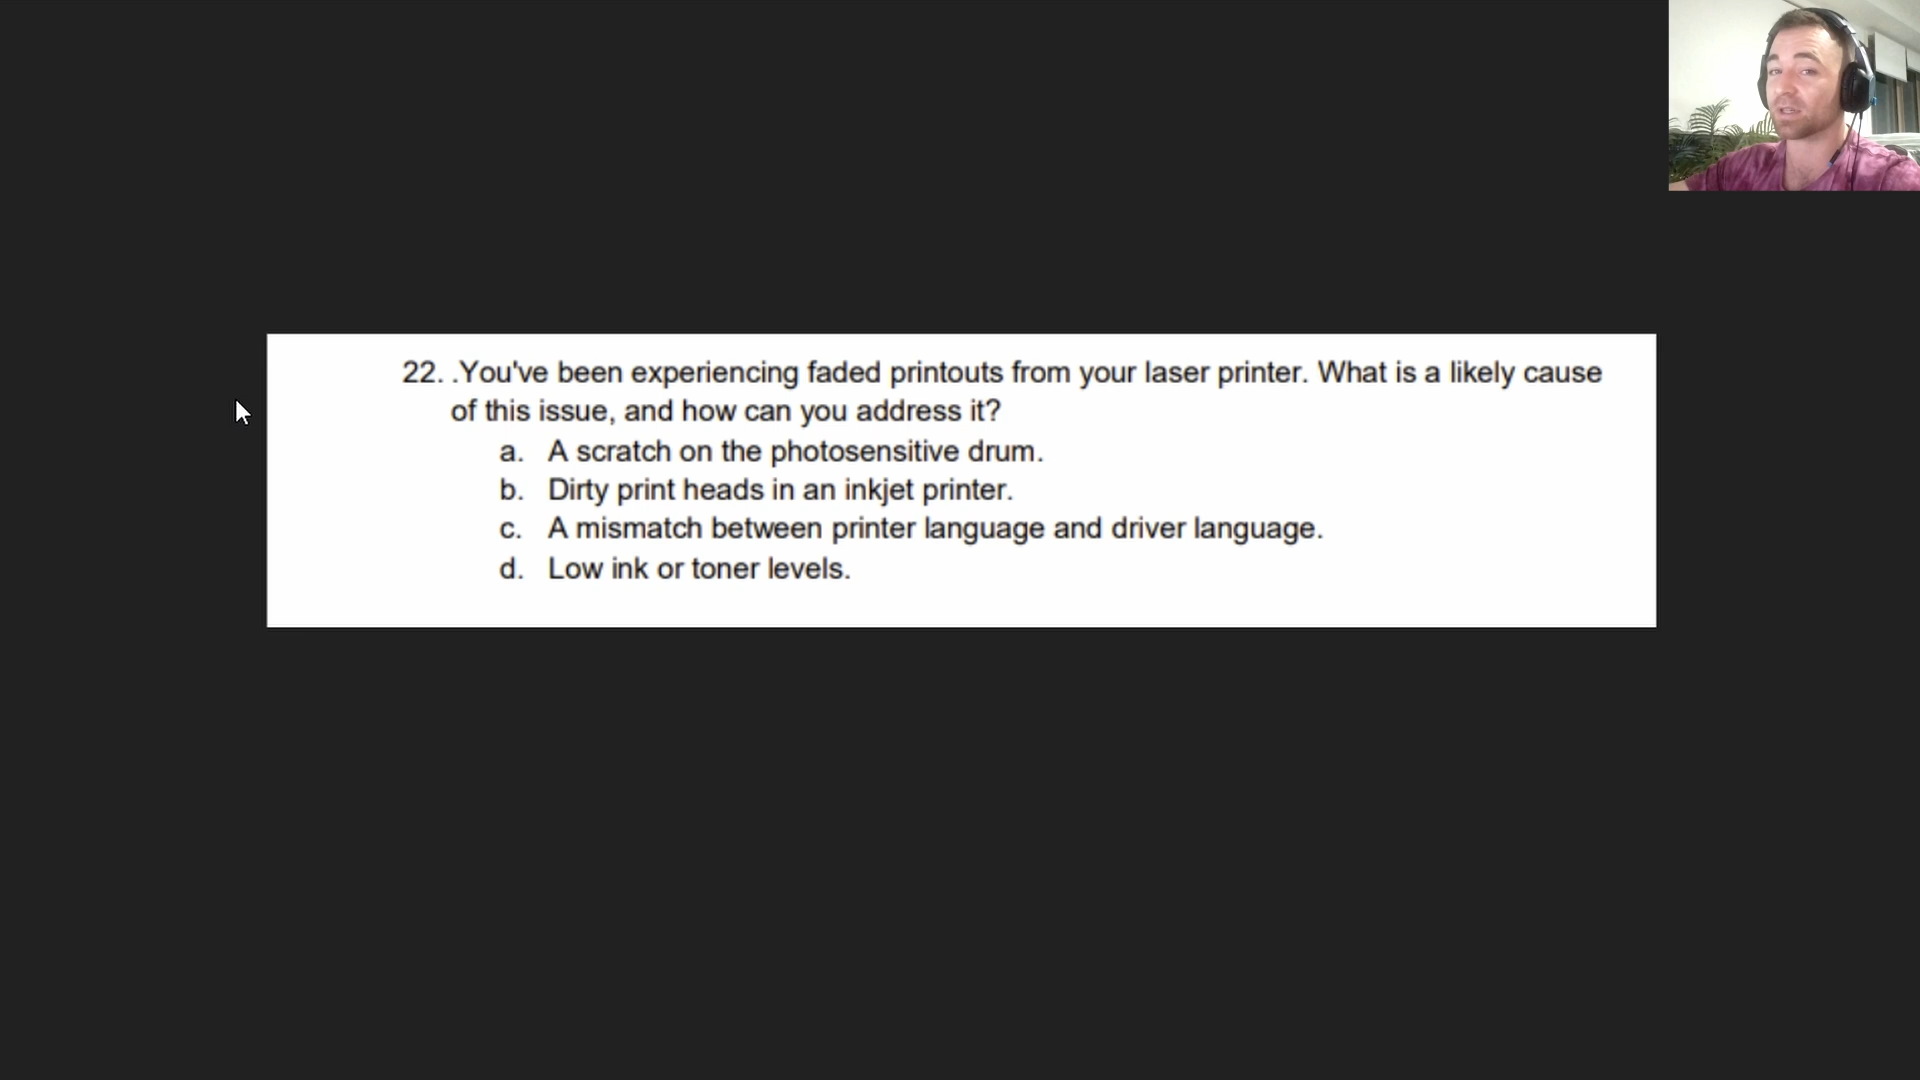 22. .You've been experiencing faded printouts from your laser printer. What is a likely cause
of this issue, and how can you address it?
a. A scratch on the photosensitive drum.
b. Dirty print heads in an inkjet printer.
c. A mismatch between printer language and driver language.
d. Low ink or toner levels.